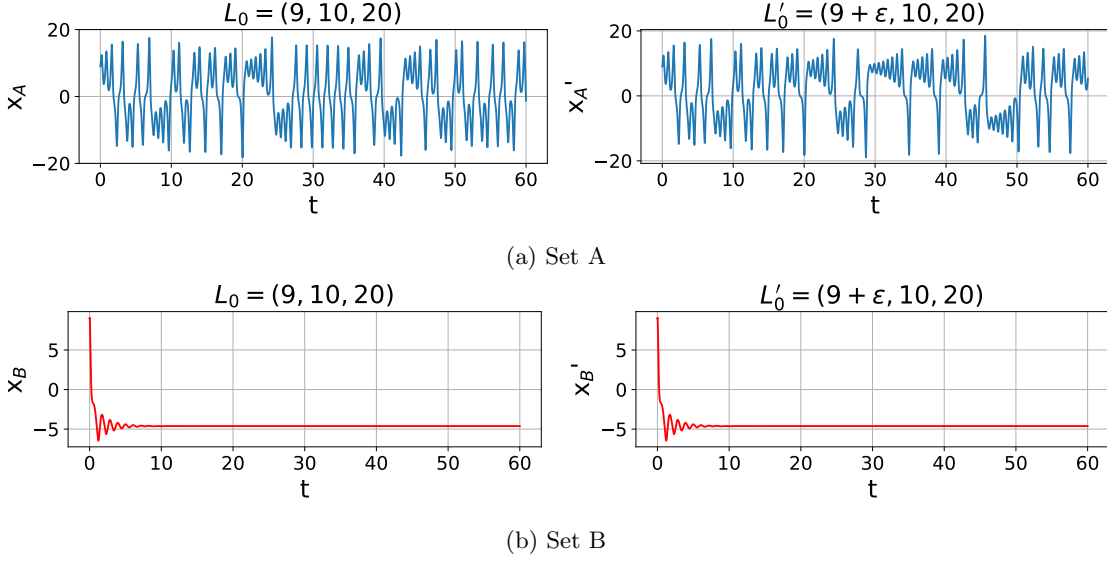 L₀ = (9, 10, 20)
L₀′ = (9 + ε, 10, 20)
20
0
−20
x_A
0 10 20 30 40 50 60
t
20
0
−20
x_A'
0 10 20 30 40 50 60
t
(a) Set A
L₀ = (9, 10, 20)
L₀′ = (9 + ε, 10, 20)
5
0
−5
x_B
0 10 20 30 40 50 60
t
5
0
−5
x_B'
0 10 20 30 40 50 60
t
(b) Set B